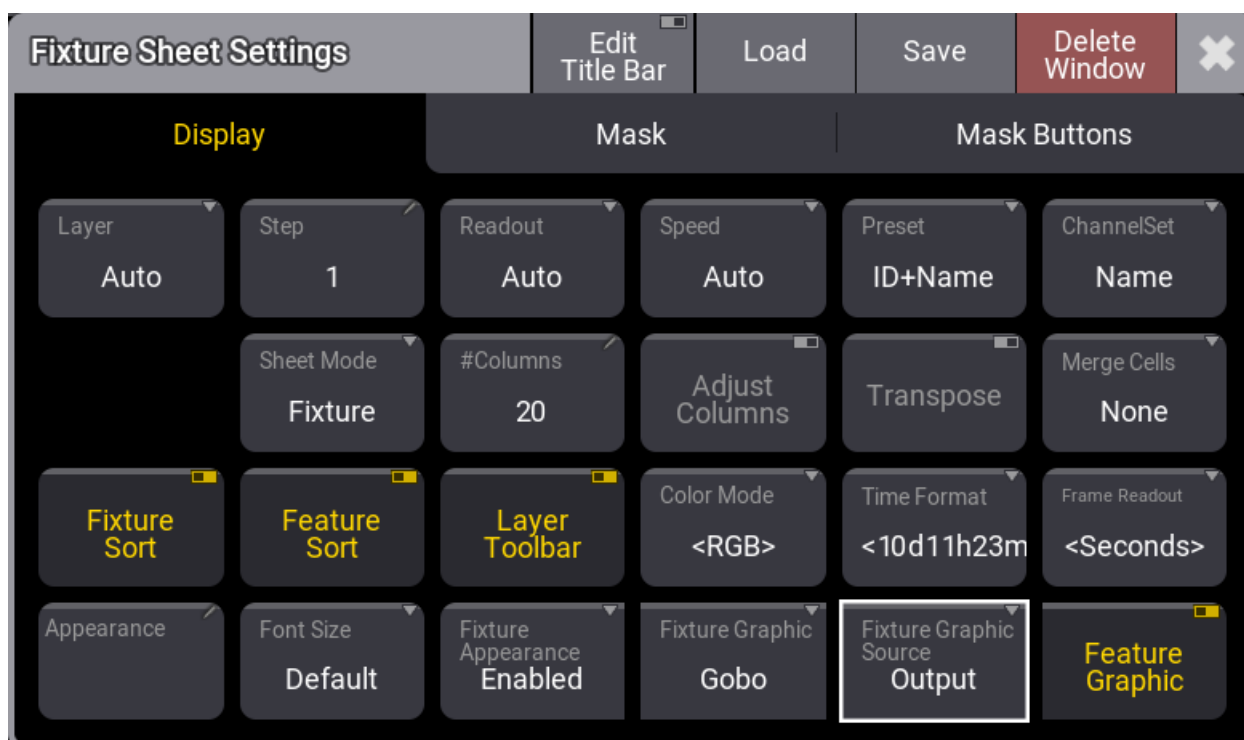 Fixture Sheet Settings
Edit
Title Bar
Load
Save
Delete
Window
Display
Mask
Mask Buttons
Layer
Auto
Step
1
Readout
Auto
Speed
Auto
Preset
ID+Name
ChannelSet
Name
Sheet Mode
Fixture
#Columns
20
Adjust
Columns
Transpose
Merge Cells
None
Fixture
Sort
Feature
Sort
Layer
Toolbar
Color Mode
<RGB>
Time Format
<10d11h23m
Frame Readout
<Seconds>
Appearance
Font Size
Default
Fixture
Appearance
Enabled
Fixture Graphic
Gobo
Fixture Graphic
Source
Output
Feature
Graphic